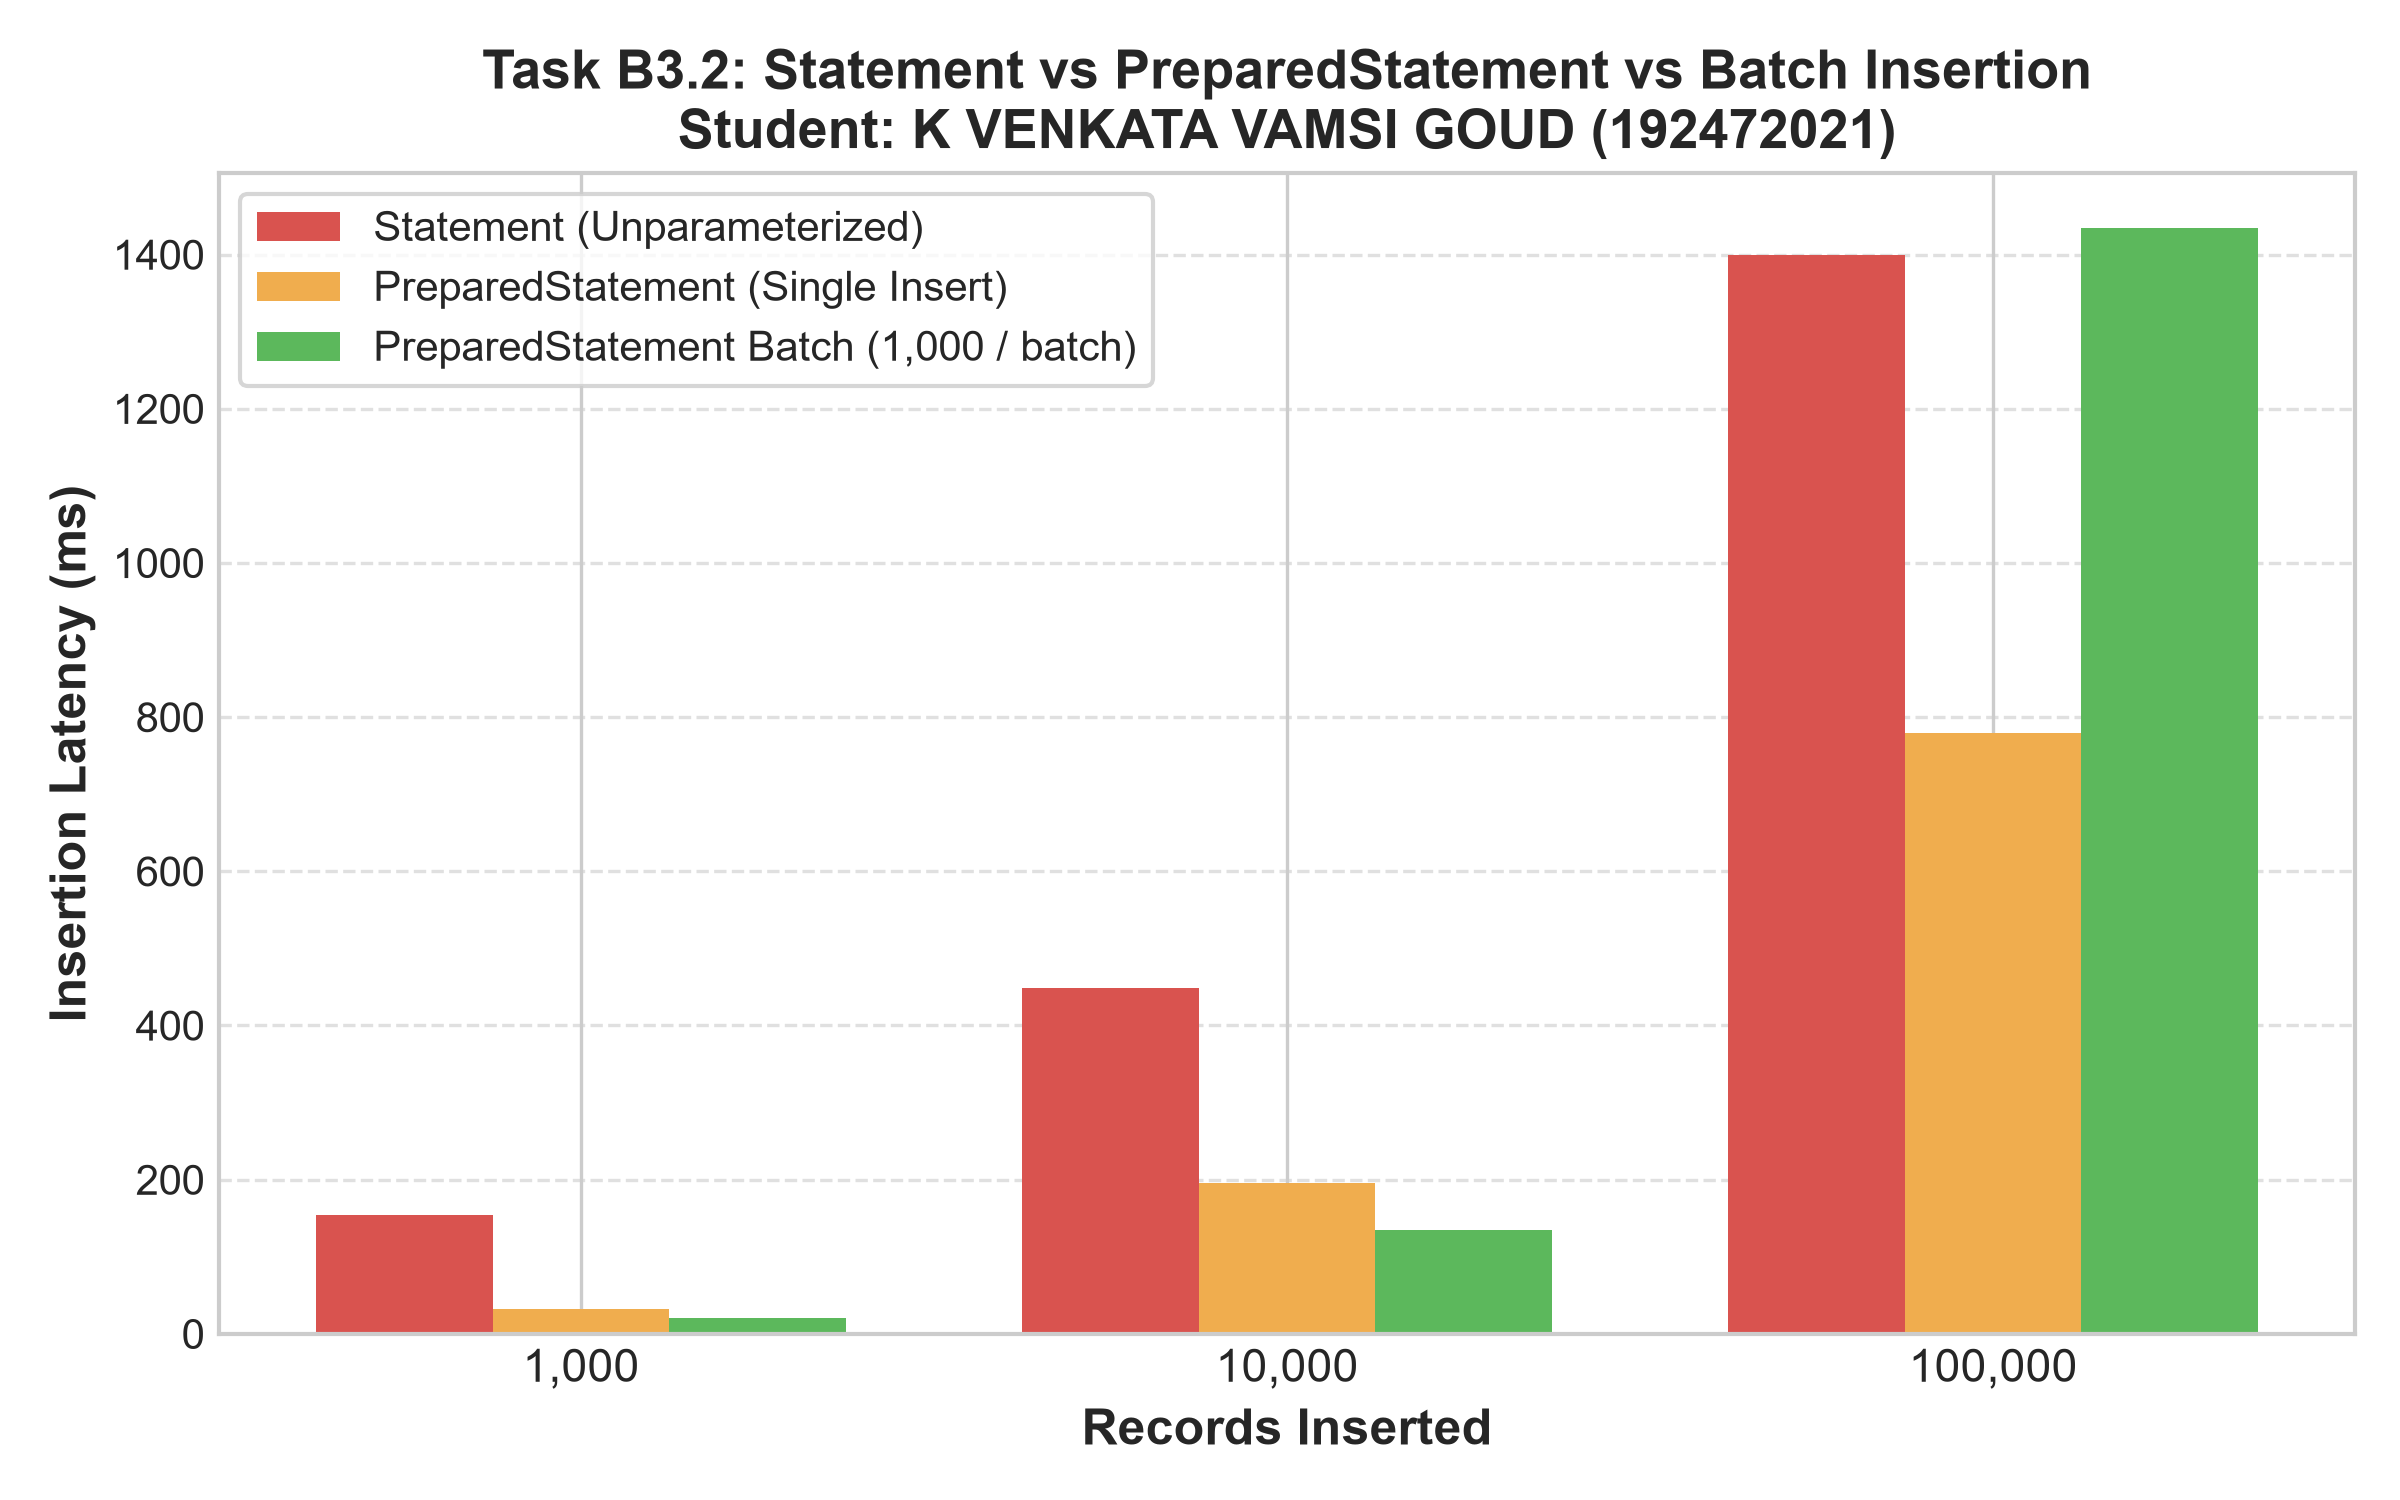 Task B3.2: Statement vs PreparedStatement vs Batch Insertion
Student: K VENKATA VAMSI GOUD (192472021)
Statement (Unparameterized)
PreparedStatement (Single Insert)
PreparedStatement Batch (1,000 / batch)
Insertion Latency (ms)
1400
1200
1000
800
600
400
200
0
1,000
10,000
100,000
Records Inserted